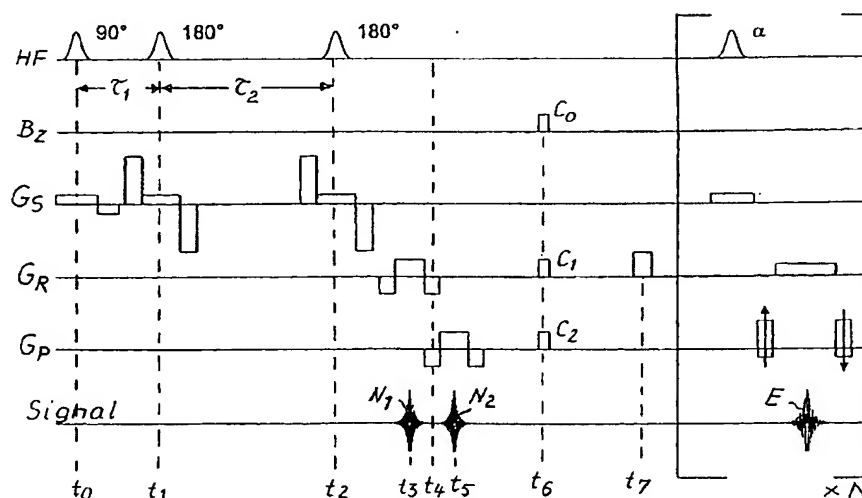 90° 180° 180° α
HF
τ1 τ2
BZ C0
GS
GR C1
GP C2
Signal N1 N2 E
t0 t1 t2 t3 t4 t5 t6 t7 ×N